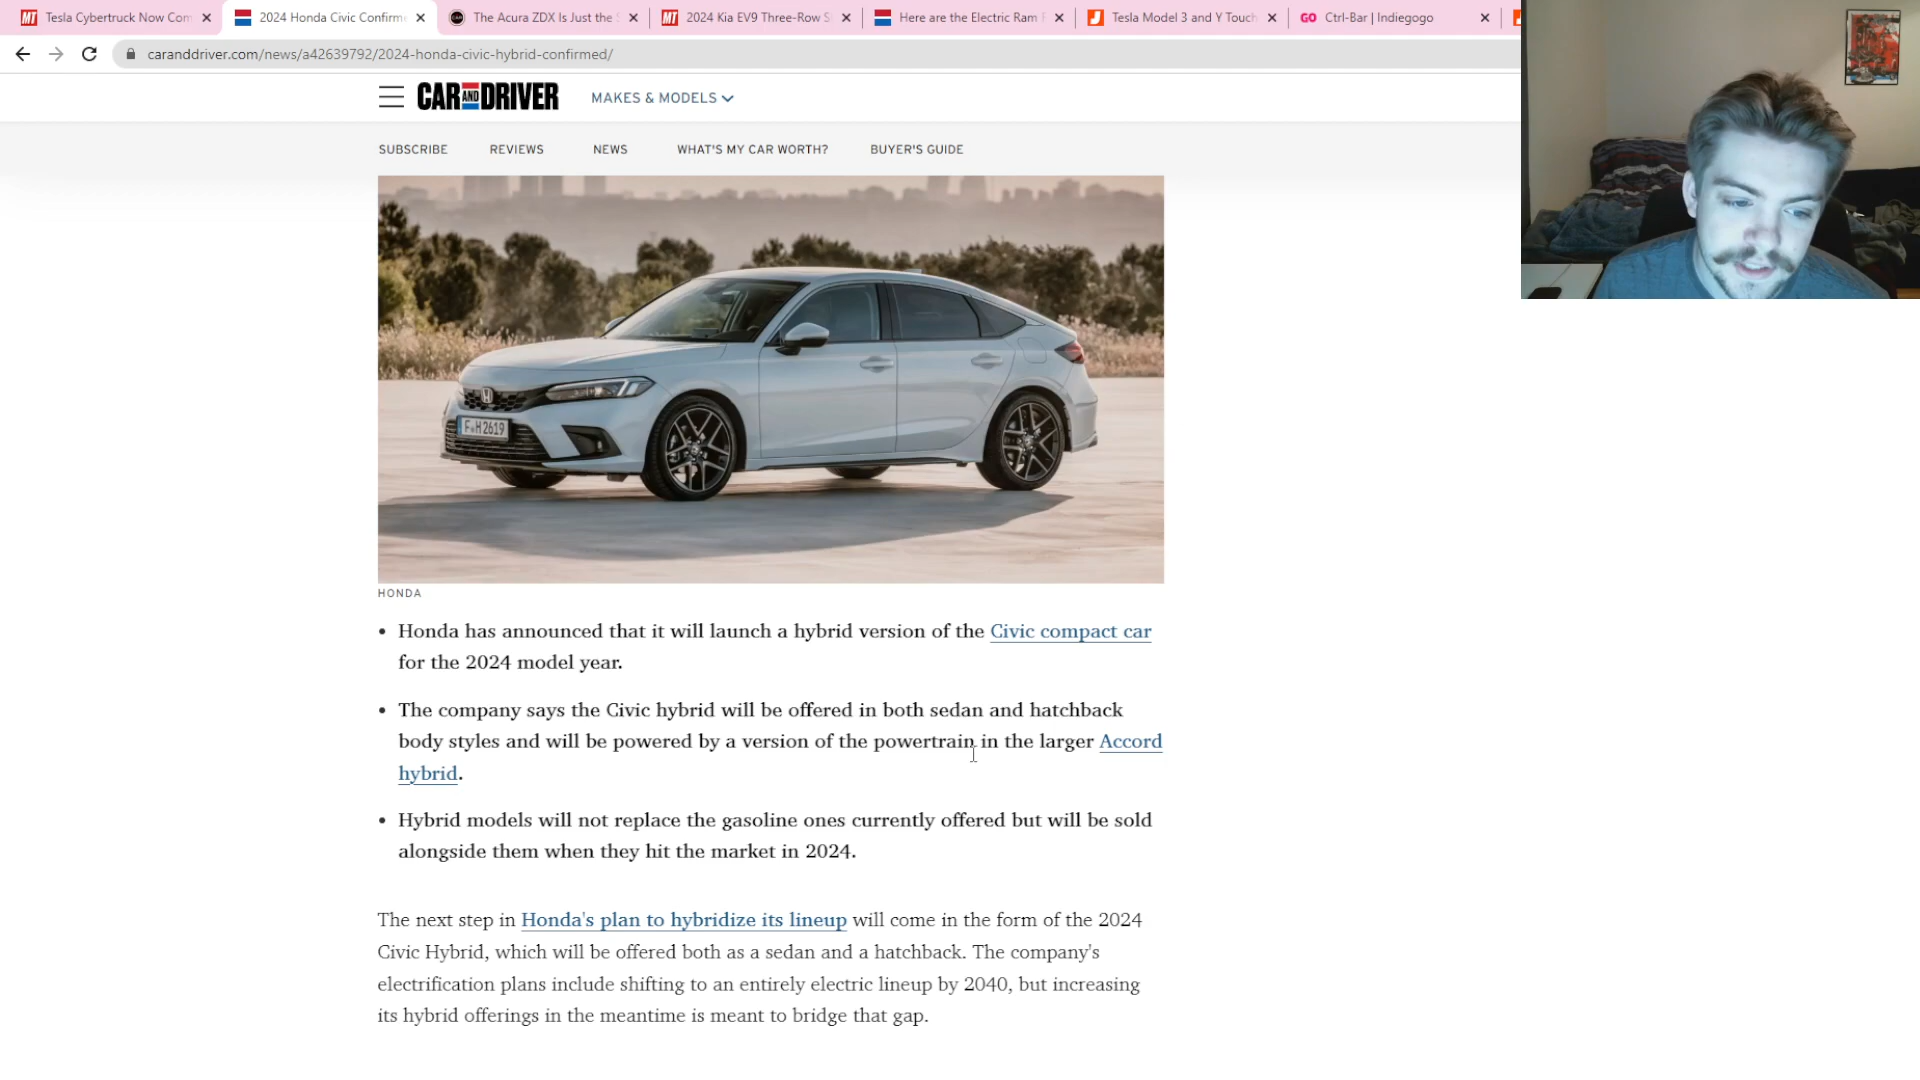 MT Tesla Cybertruck Now Com
2024 Honda Civic Confirm
The Acura ZDX Is Just the S
MT 2024 Kia EV9 Three-Row S
Here are the Electric Ram
Tesla Model 3 and Y Touch
GO Ctrl-Bar | Indiegogo
caranddriver.com/news/a42639792/2024-honda-civic-hybrid-confirmed/
CAR AND DRIVER
MAKES & MODELS
SUBSCRIBE REVIEWS NEWS WHAT'S MY CAR WORTH? BUYER'S GUIDE
F H 2619
HONDA
• Honda has announced that it will launch a hybrid version of the Civic compact car
for the 2024 model year.
• The company says the Civic hybrid will be offered in both sedan and hatchback
body styles and will be powered by a version of the powertrain in the larger Accord
hybrid.
• Hybrid models will not replace the gasoline ones currently offered but will be sold
alongside them when they hit the market in 2024.
The next step in Honda's plan to hybridize its lineup will come in the form of the 2024
Civic Hybrid, which will be offered both as a sedan and a hatchback. The company's
electrification plans include shifting to an entirely electric lineup by 2040, but increasing
its hybrid offerings in the meantime is meant to bridge that gap.